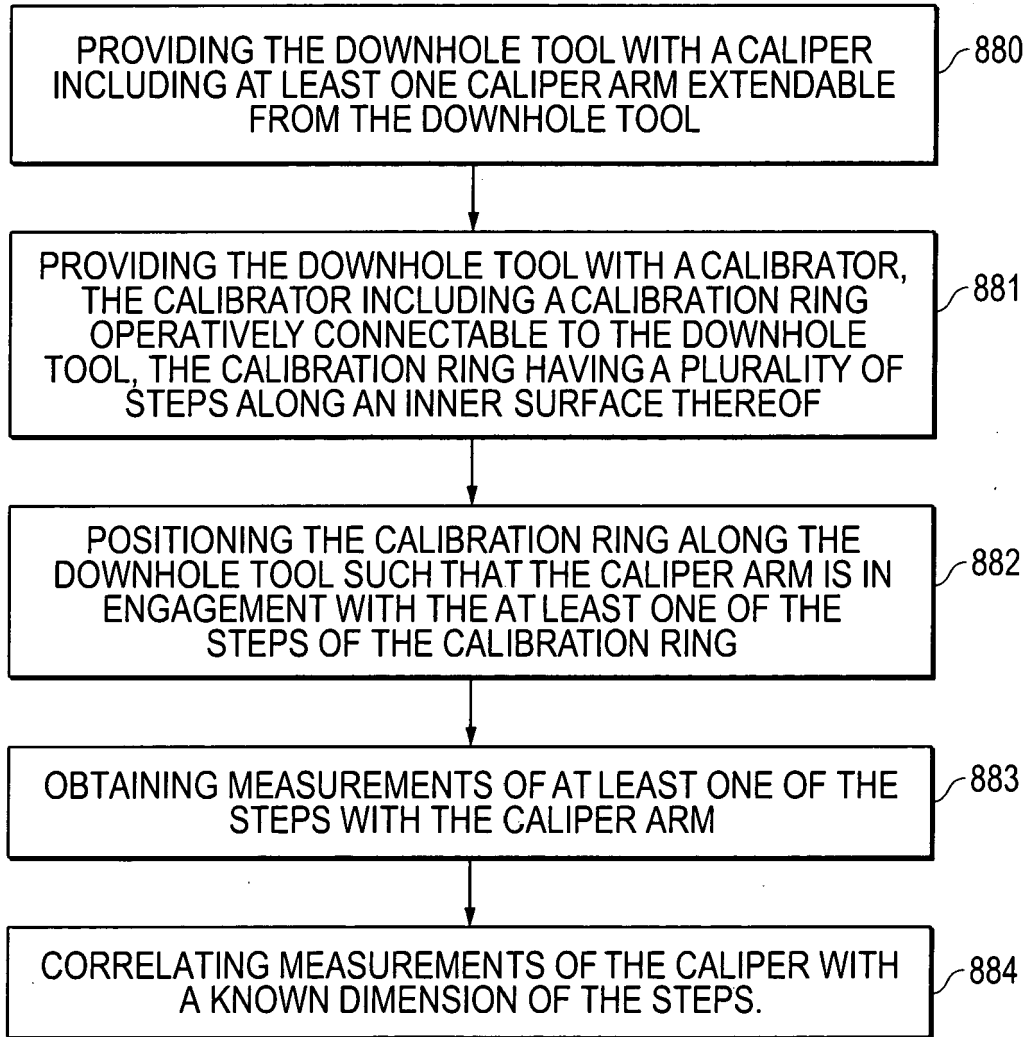 PROVIDING THE DOWNHOLE TOOL WITH A CALIPER
INCLUDING AT LEAST ONE CALIPER ARM EXTENDABLE
FROM THE DOWNHOLE TOOL
880
PROVIDING THE DOWNHOLE TOOL WITH A CALIBRATOR,
THE CALIBRATOR INCLUDING A CALIBRATION RING
OPERATIVELY CONNECTABLE TO THE DOWNHOLE
TOOL, THE CALIBRATION RING HAVING A PLURALITY OF
STEPS ALONG AN INNER SURFACE THEREOF
881
POSITIONING THE CALIBRATION RING ALONG THE
DOWNHOLE TOOL SUCH THAT THE CALIPER ARM IS IN
ENGAGEMENT WITH THE AT LEAST ONE OF THE
STEPS OF THE CALIBRATION RING
882
OBTAINING MEASUREMENTS OF AT LEAST ONE OF THE
STEPS WITH THE CALIPER ARM
883
CORRELATING MEASUREMENTS OF THE CALIPER WITH
A KNOWN DIMENSION OF THE STEPS.
884